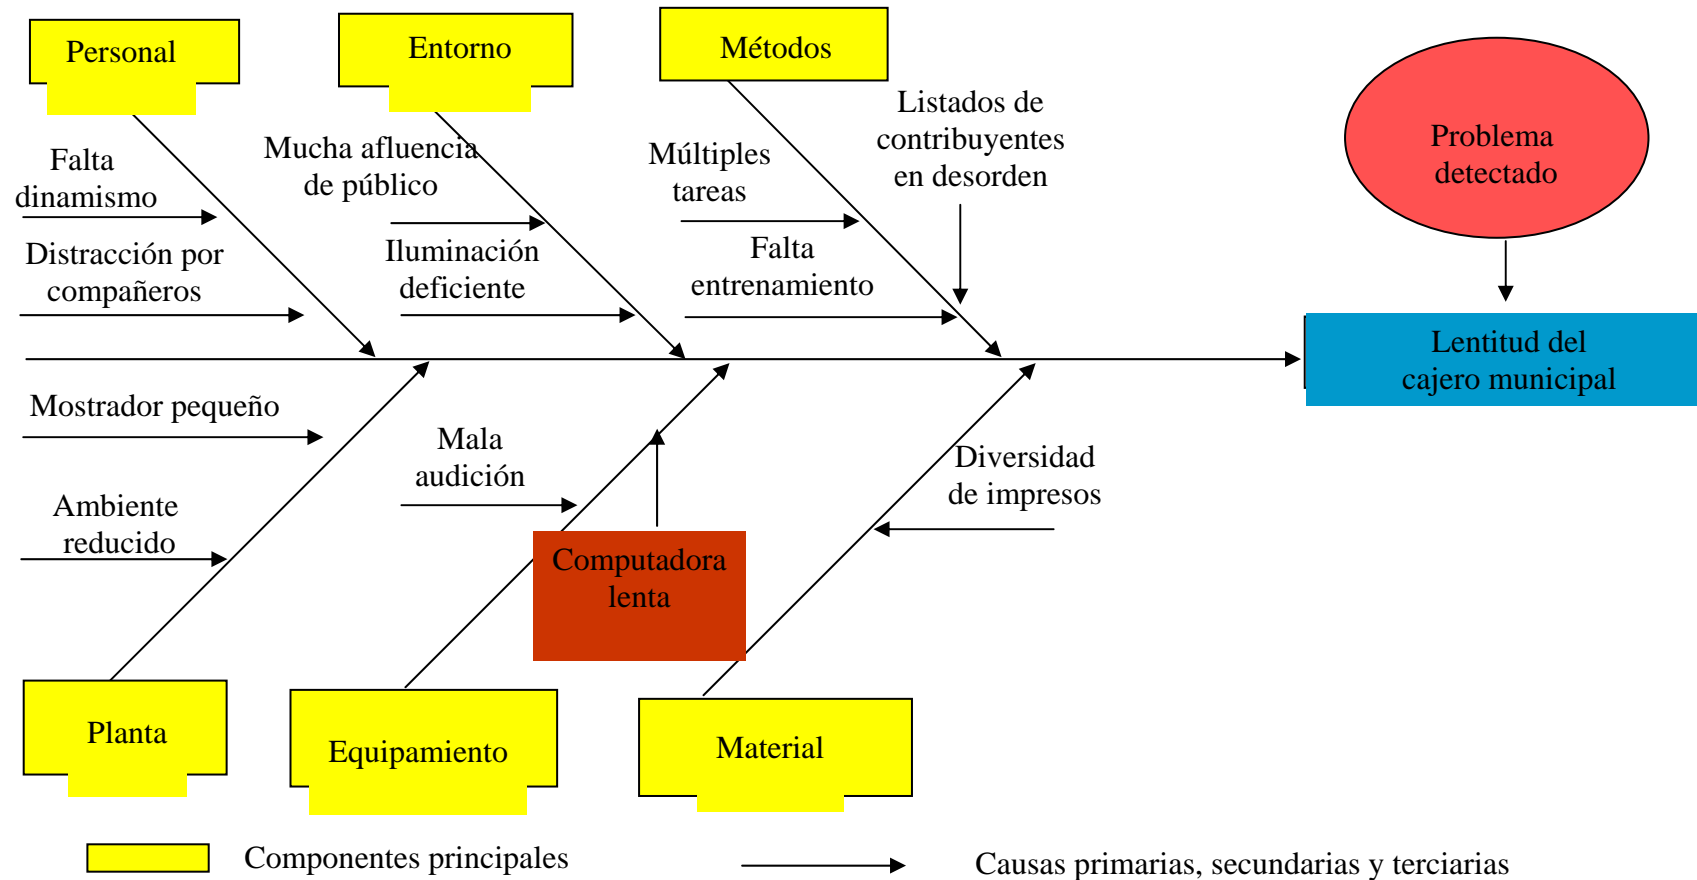 Personal
Entorno
Métodos
Listados de
contribuyentes
en desorden
Problema
detectado
Falta
dinamismo
Mucha afluencia
de público
Múltiples
tareas
Distracción por
compañeros
Iluminación
deficiente
Falta
entrenamiento
Lentitud del
cajero municipal
Mostrador pequeño
Mala
audición
Diversidad
de impresos
Ambiente
reducido
Computadora
lenta
Planta
Equipamiento
Material
Componentes principales
Causas primarias, secundarias y terciarias